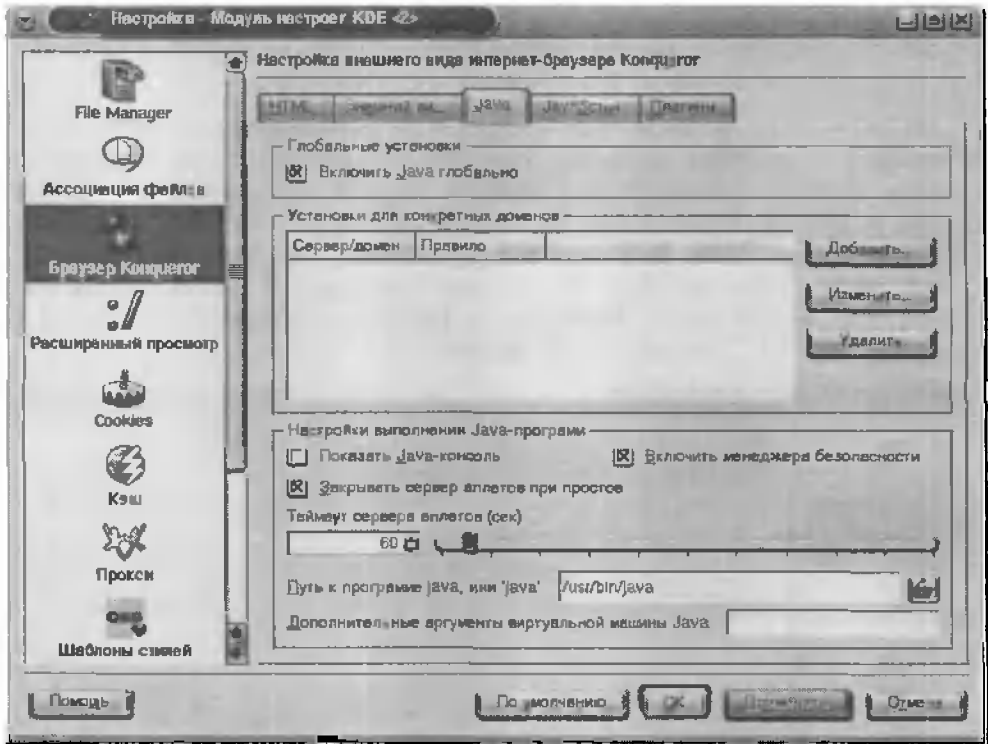 Настройка - Модуль настроек KDE <2>
File Manager
Ассоциация файлов
Браузер Konqueror
Расширенный просмотр
Cookies
Кэш
Прокси
Шаблоны стилей
Настройка внешнего вида интернет-браузера Konqueror
HTML
Внешний ви...
Java
JavaScript
Плагины
Глобальные установки
Включить Java глобально
Установки для конкретных доменов
Сервер/домен Правило
Добавить...
Изменить...
Удалить
Настройки выполнения Java-программ
Показать Java-консоль
Включить менеджера безопасности
Закрывать сервер апплетов при простое
Таймаут сервера апплетов (сек)
60
Путь к программе java, или 'java' /usr/bin/java
Дополнительные аргументы виртуальной машины Java
Помощь
По умолчанию
OK
Отмена